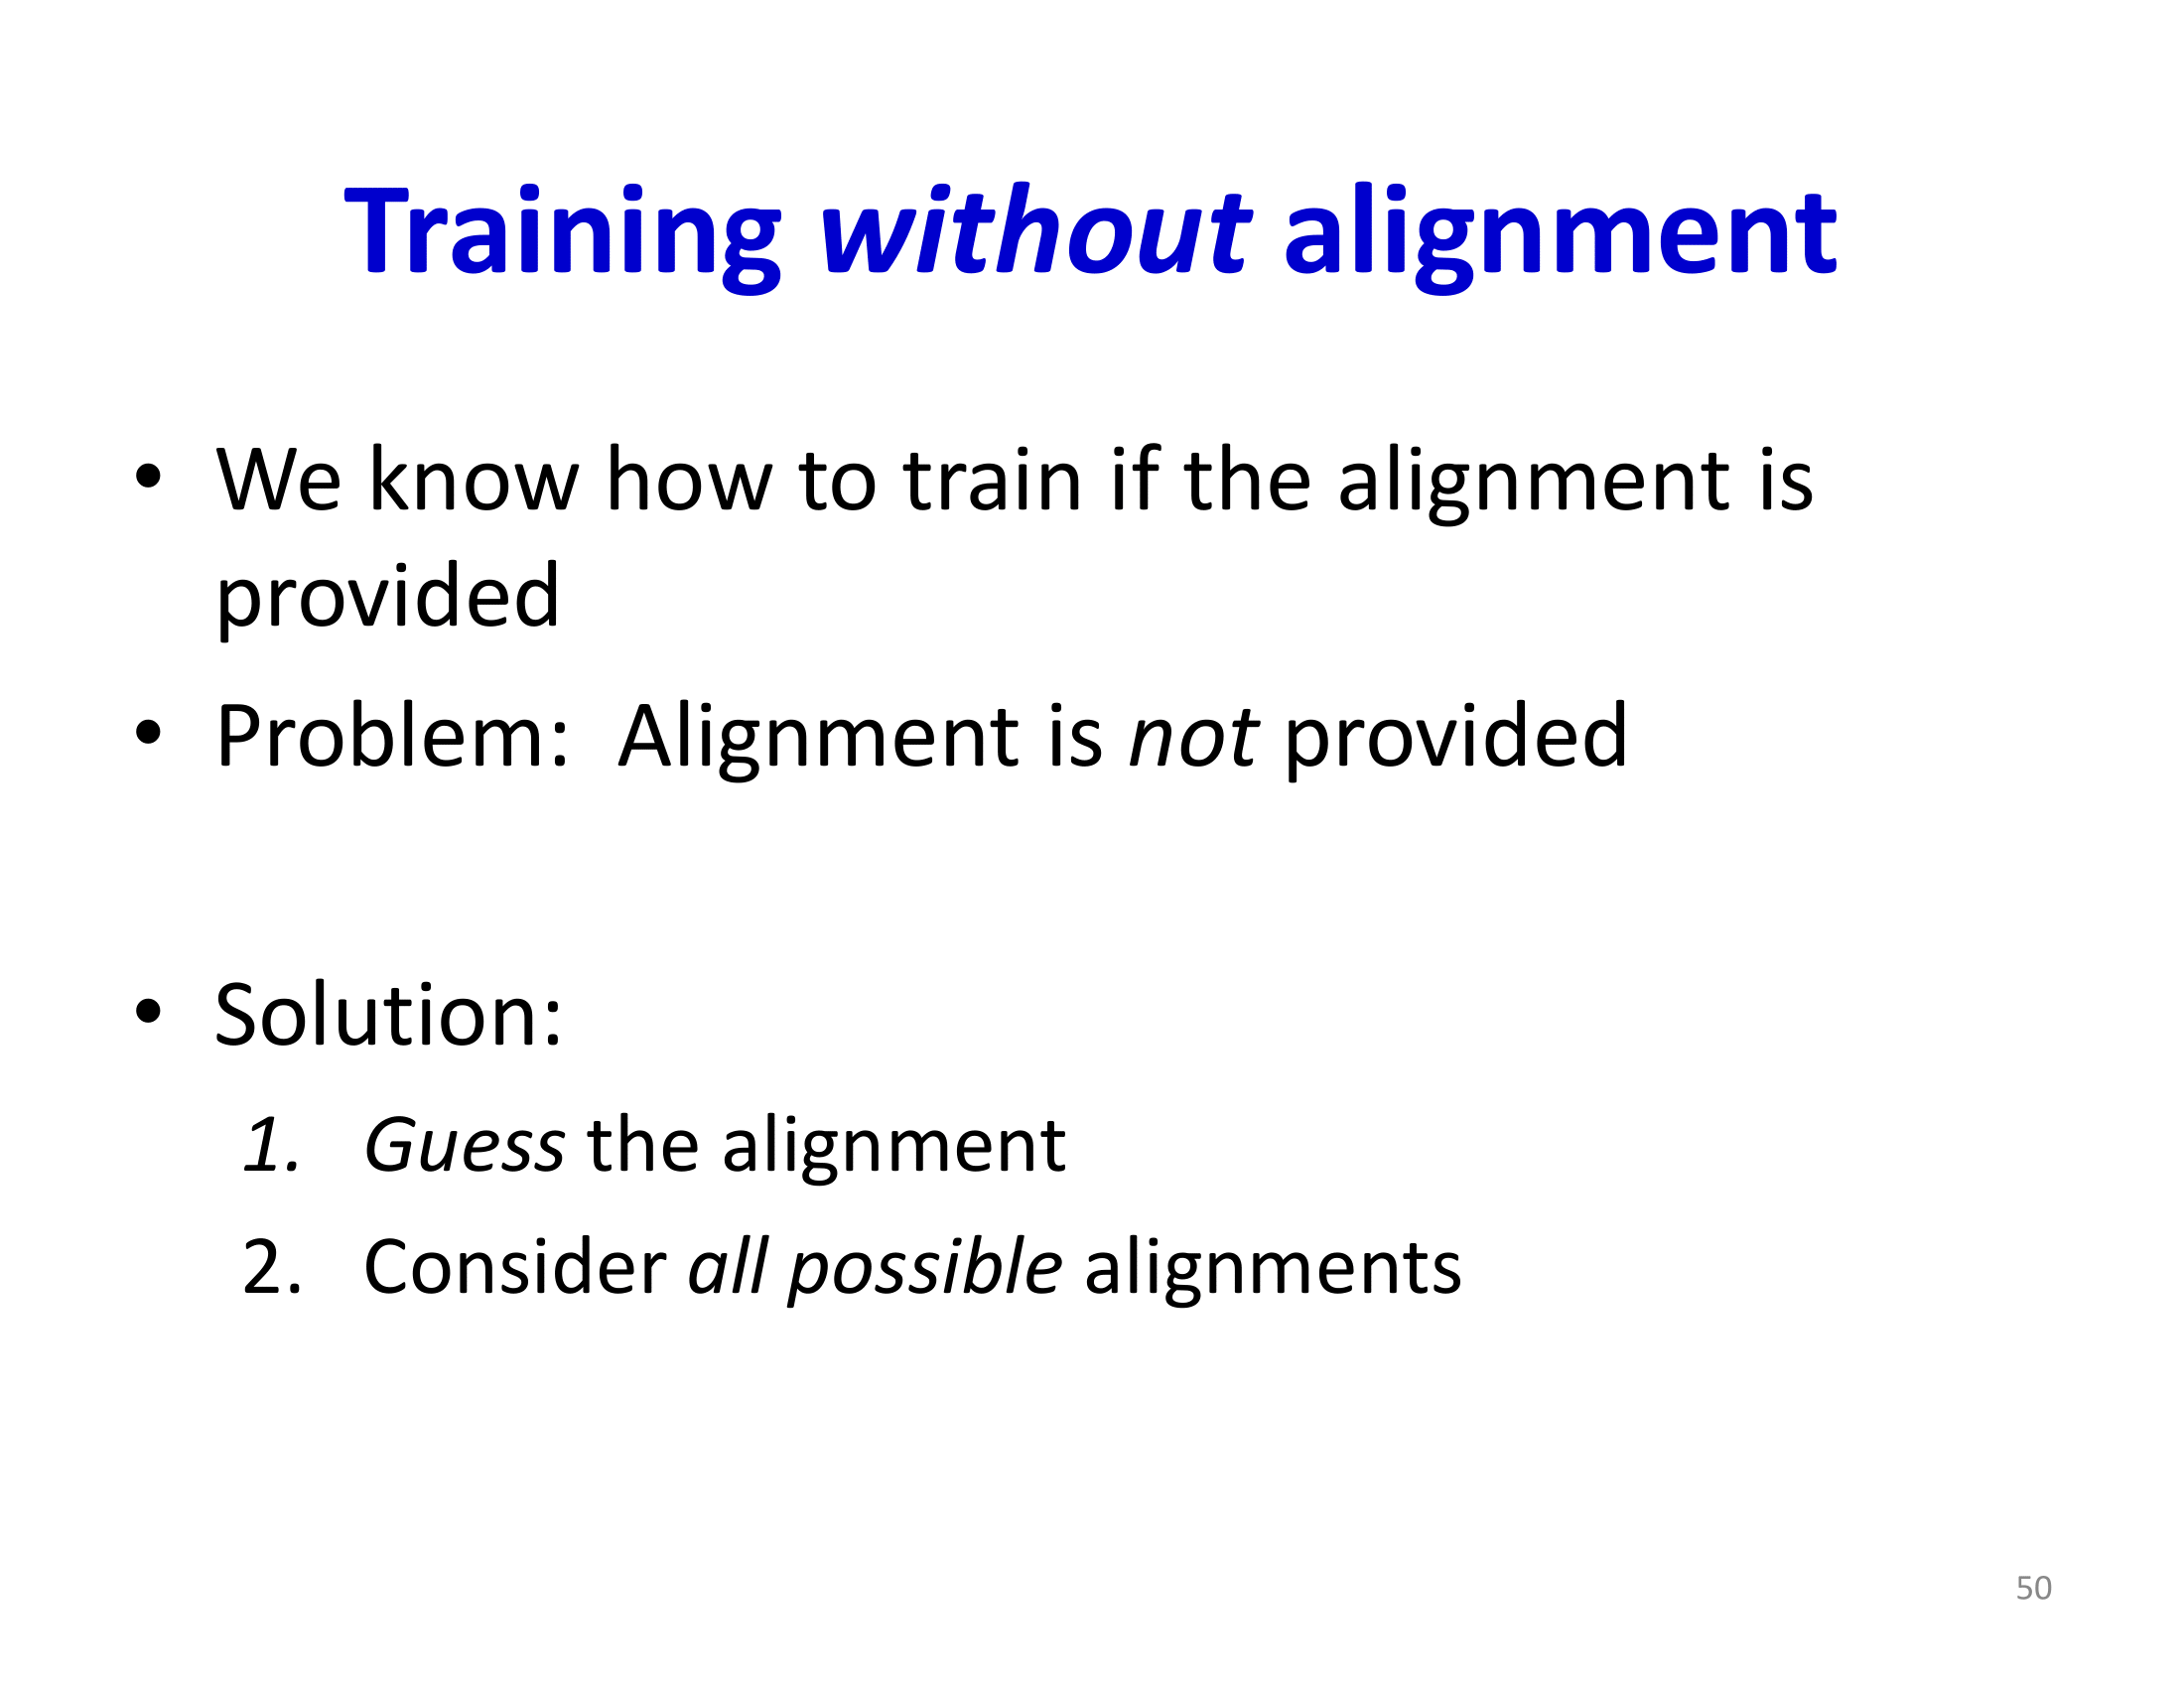 Training without alignment
• We know how to train if the alignment is
provided
• Problem: Alignment is not provided
• Solution:
1. Guess the alignment
2. Consider all possible alignments
50